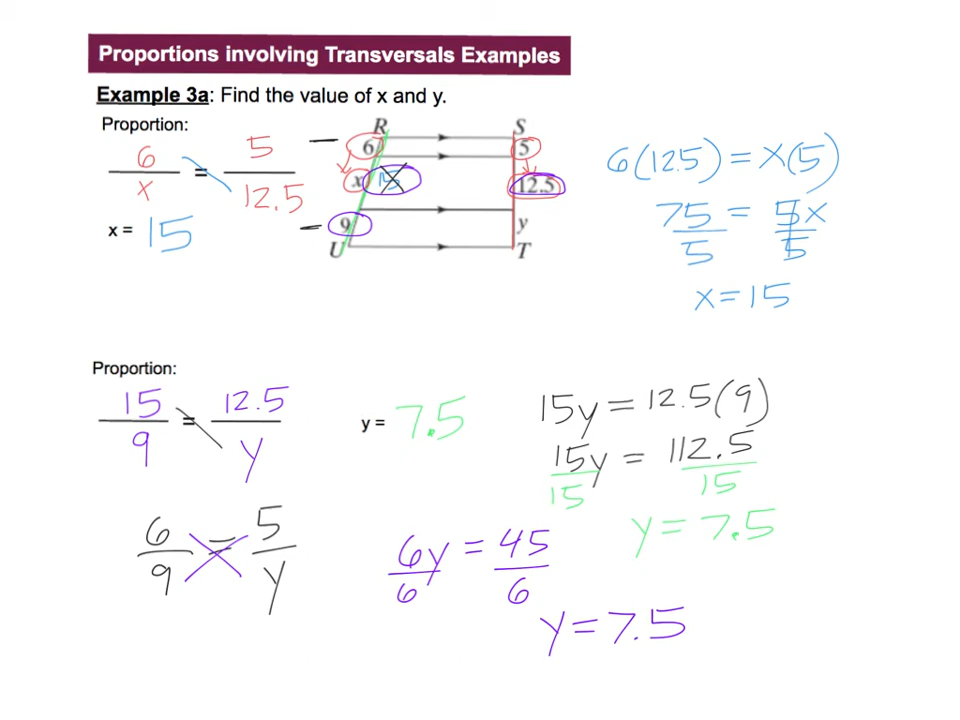 Proportions involving Transversals Examples
Example 3a: Find the value of x and y.
Proportion:
6/x = 5/12.5
x = 15
R S
6 5
x 15 12.5
9 y
U T
6(12.5) = x(5)
75/5 = 5x/5
x = 15
Proportion:
15/9 = 12.5/y
y = 7.5
15y = 12.5(9)
15y/15 = 112.5/15
y = 7.5
6/9 = 5/y
6y/6 = 45/6
y = 7.5